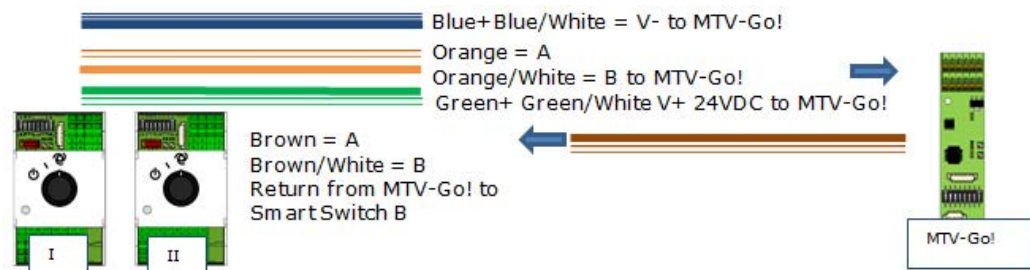 Blue+Blue/White = V- to MTV-Go!
Orange = A
Orange/White = B to MTV-Go!
Green+ Green/White V+ 24VDC to MTV-Go!
Brown = A
Brown/White = B
Return from MTV-Go! to
Smart Switch B
I
II
MTV-Go!